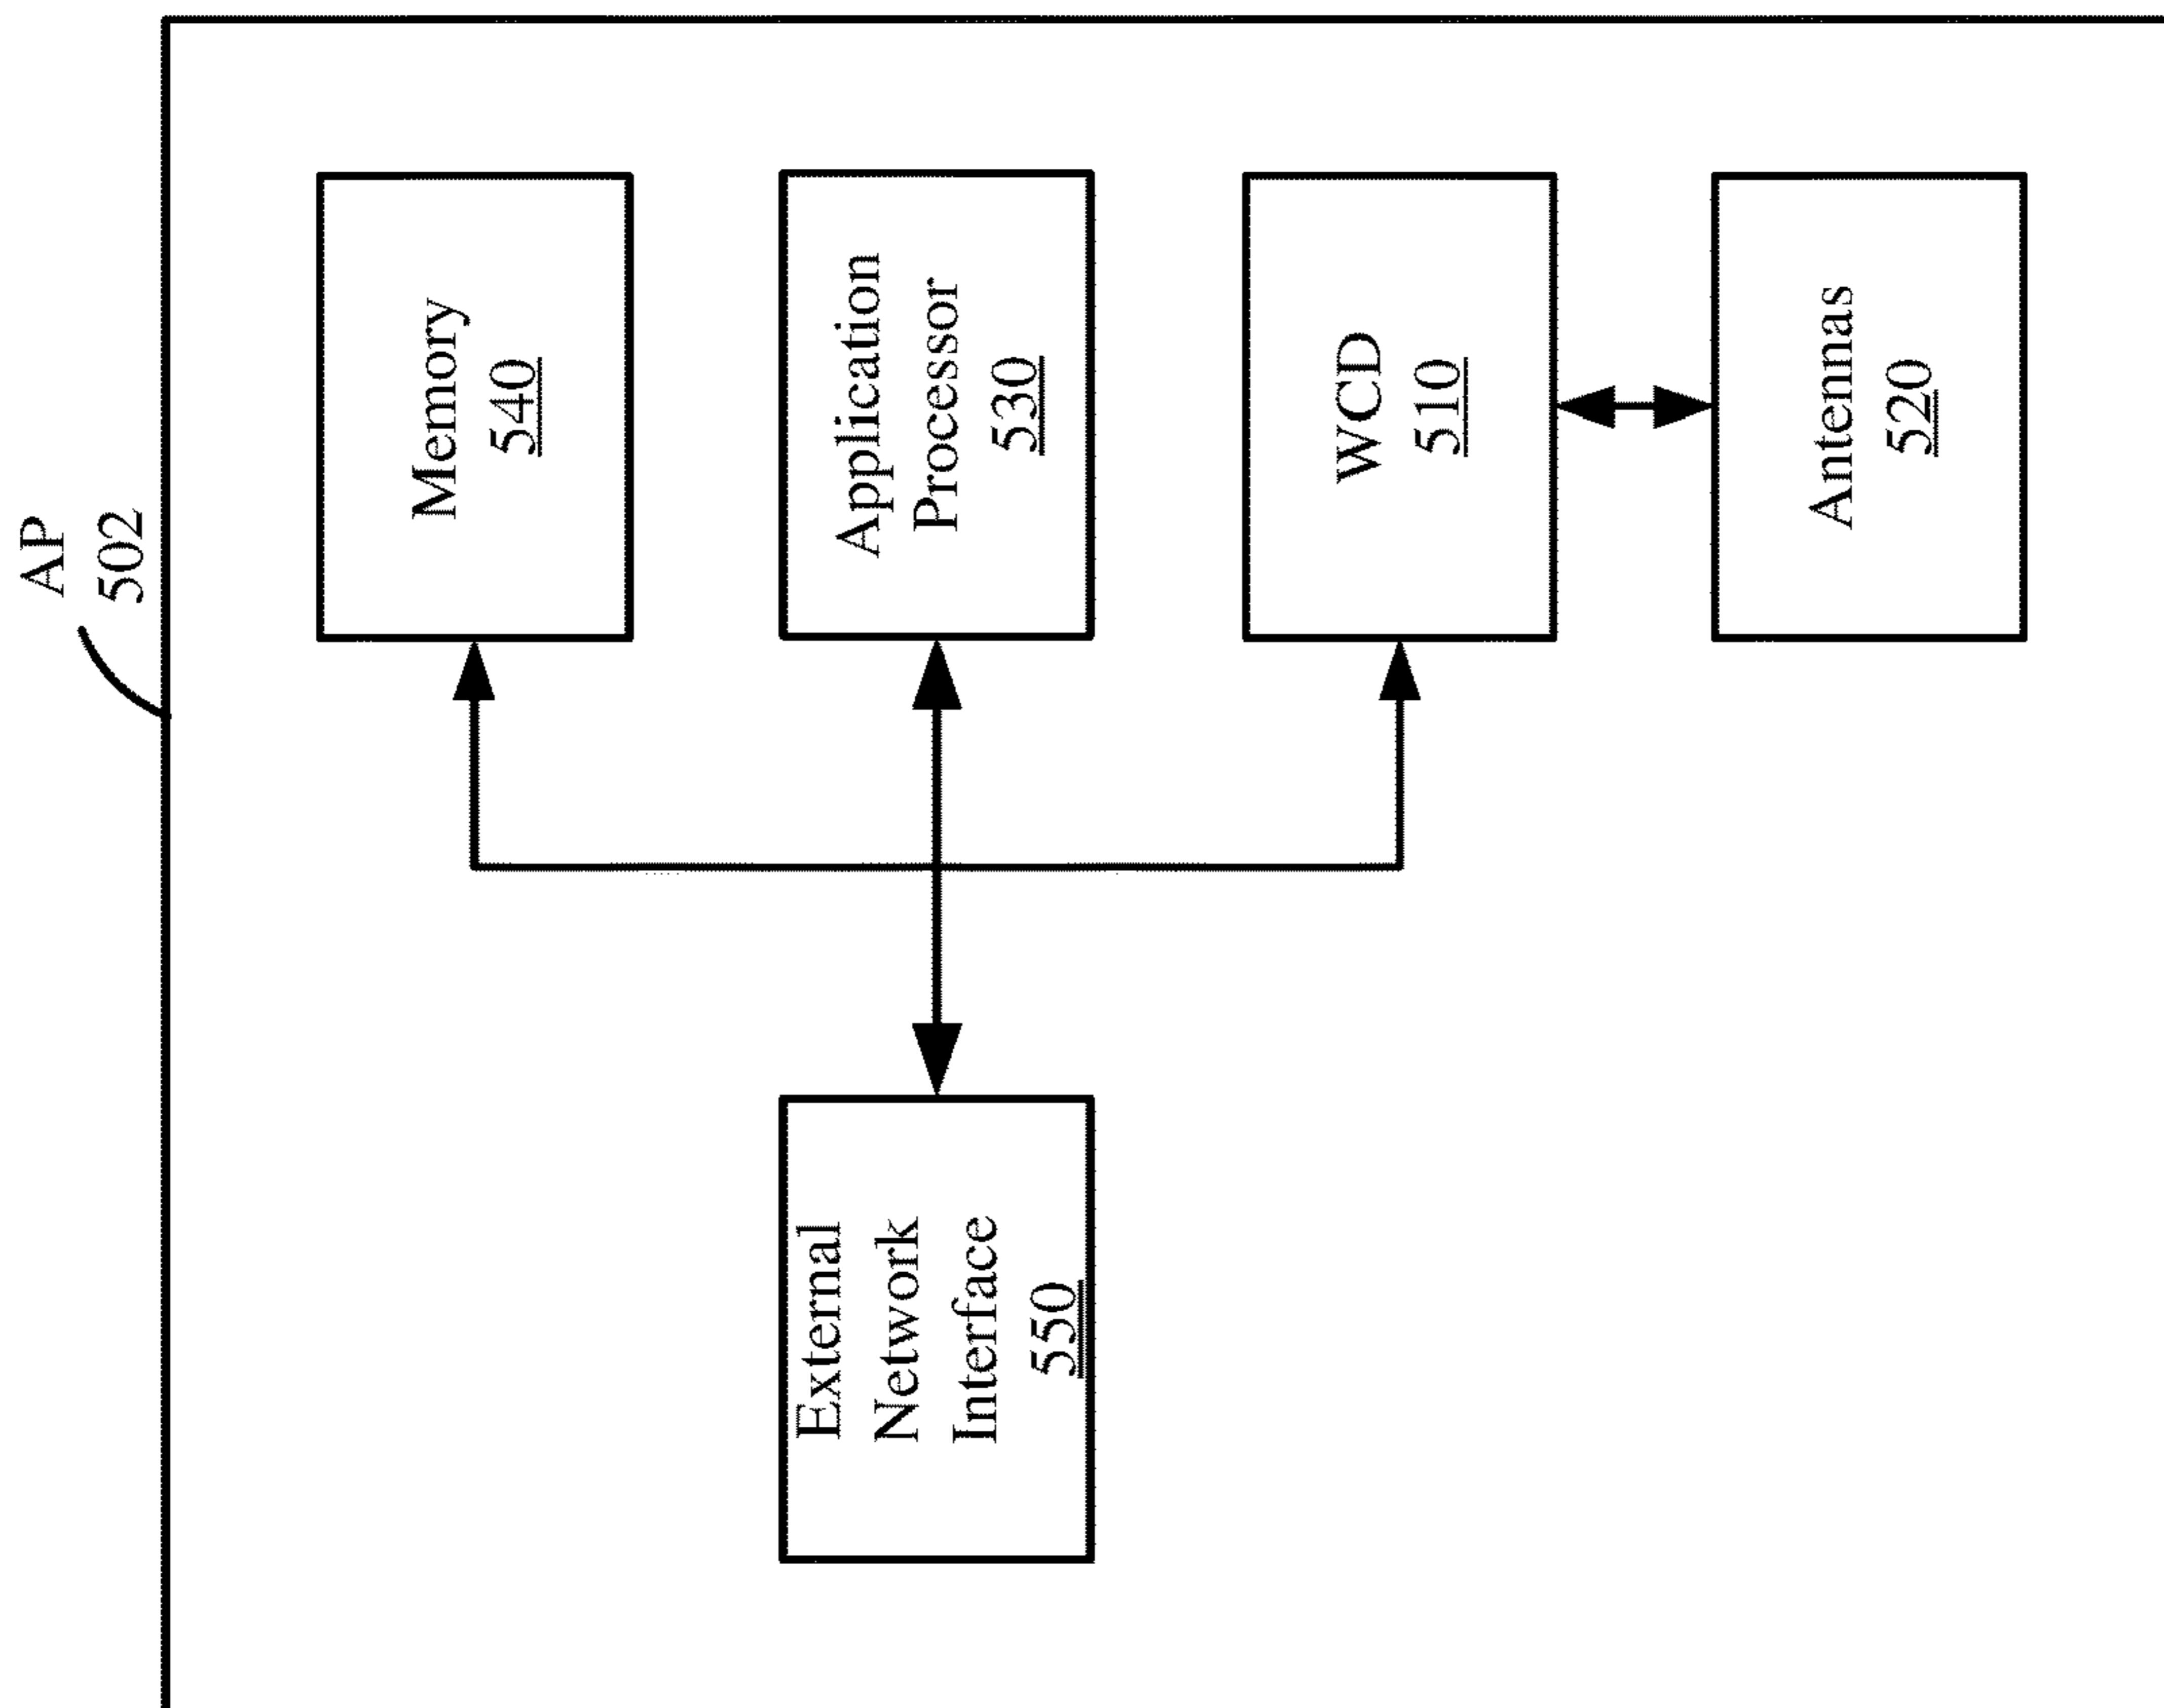 AP
502
Memory
540
Application
Processor
530
WCD
510
Antennas
520
External
Network
Interface
550